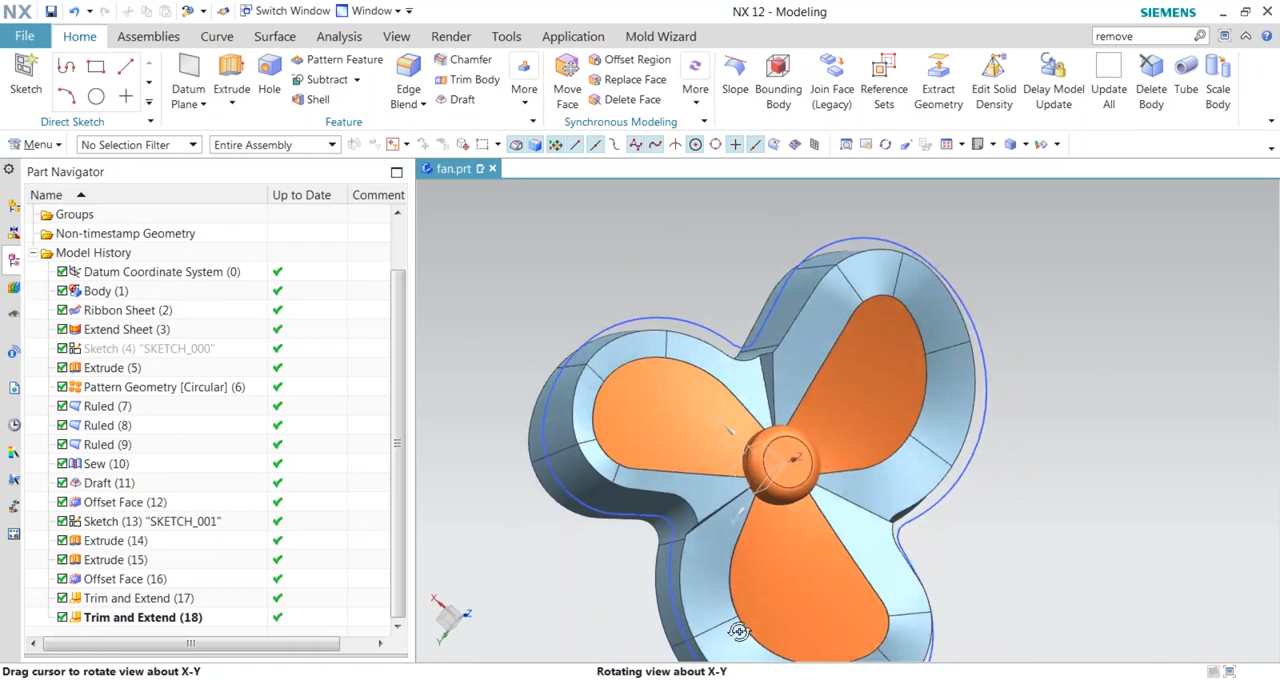 NX Switch Window Window NX 12 - Modeling SIEMENS
File Home Assemblies Curve Surface Analysis View Render Tools Application Mold Wizard remove
Sketch
Direct Sketch
Datum Plane
Extrude
Hole
Pattern Feature
Subtract
Shell
Edge Blend
Chamfer
Trim Body
Draft
More
Feature
Move Face
Offset Region
Replace Face
Delete Face
More
Synchronous Modeling
Slope
Bounding Body
Join Face (Legacy)
Reference Sets
Extract Geometry
Edit Solid Density
Delay Model Update
Update All
Delete Body
Tube
Scale Body
Menu No Selection Filter Entire Assembly
Part Navigator
fan.prt
Name Up to Date Comment
Groups
Non-timestamp Geometry
Model History
Datum Coordinate System (0)
Body (1)
Ribbon Sheet (2)
Extend Sheet (3)
Sketch (4) "SKETCH_000"
Extrude (5)
Pattern Geometry [Circular] (6)
Ruled (7)
Ruled (8)
Ruled (9)
Sew (10)
Draft (11)
Offset Face (12)
Sketch (13) "SKETCH_001"
Extrude (14)
Extrude (15)
Offset Face (16)
Trim and Extend (17)
Trim and Extend (18)
X
Z
Y
Z
Drag cursor to rotate view about X-Y Rotating view about X-Y